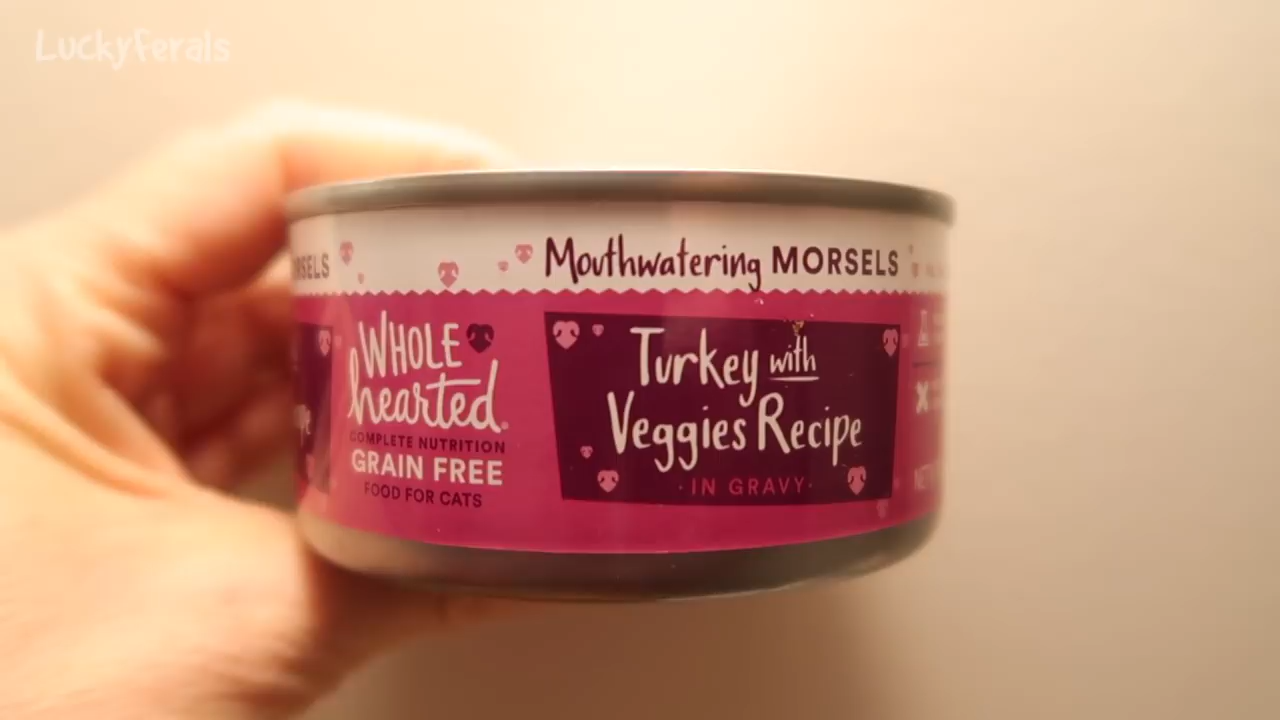 LuckyFerals
Mouthwatering MORSELS
WHOLE
hearted
COMPLETE NUTRITION
GRAIN FREE
FOOD FOR CATS
Turkey with
Veggies Recipe
· IN GRAVY ·